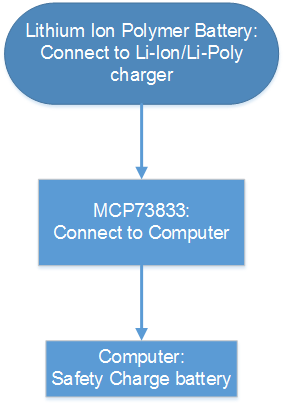 Lithium Ion Polymer Battery:
Connect to Li-Ion/Li-Poly
charger
MCP73833:
Connect to Computer
Computer:
Safety Charge battery